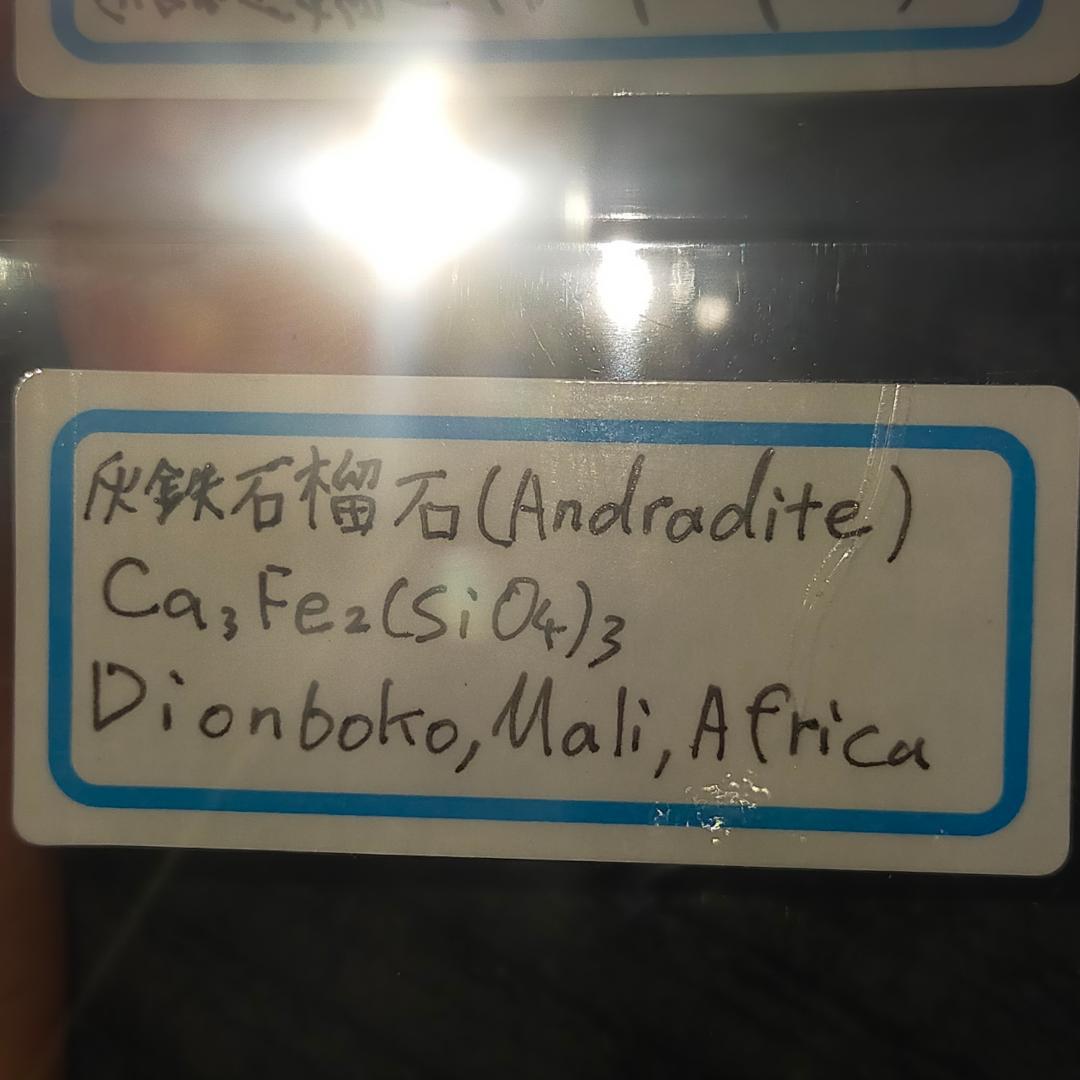 灰鉄石榴石(Andradite)
Ca₃Fe₂(SiO₄)₃
Dionboko, Mali, Africa